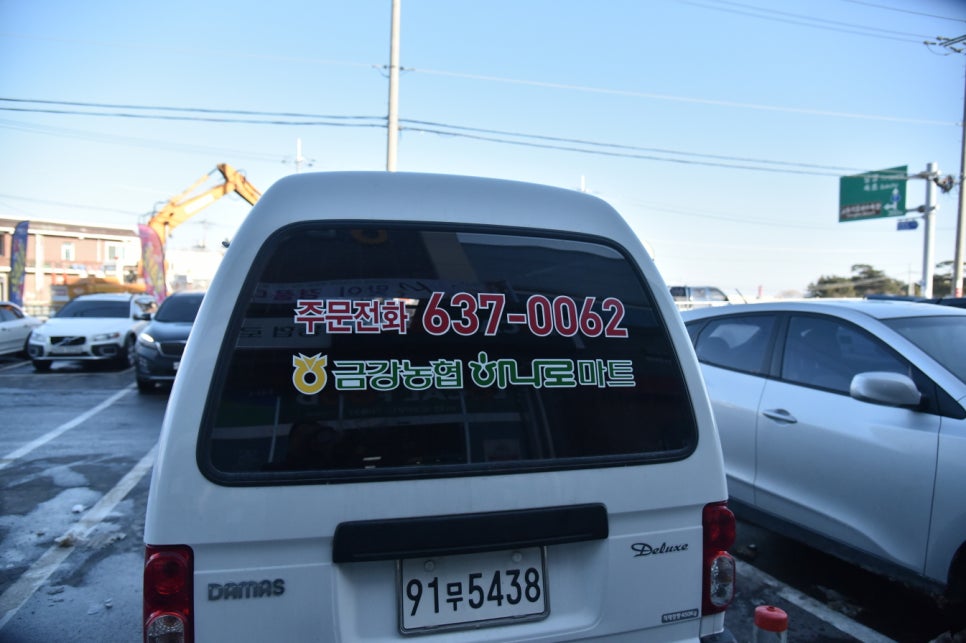 주문전화 637-0062
금강농협 하나로마트
Deluxe
DAMAS
91무5438